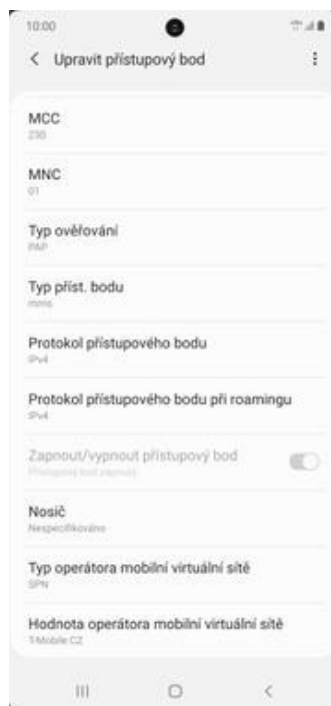 10:00
Upravit přístupový bod
MCC
230
MNC
01
Typ ověřování
PAP
Typ příst. bodu
mms
Protokol přístupového bodu
IPv4
Protokol přístupového bodu při roamingu
IPv4
Zapnout/vypnout přístupový bod
Přístupový bod zapnutý
Nosič
Nespecifikováno
Typ operátora mobilní virtuální sítě
SPN
Hodnota operátora mobilní virtuální sítě
T-Mobile CZ